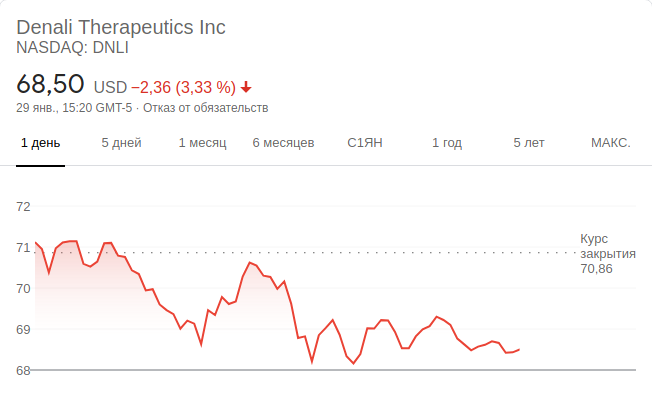 Denali Therapeutics Inc
NASDAQ: DNLI
68,50 USD −2,36 (3,33 %)
29 янв., 15:20 GMT-5 · Отказ от обязательств
1 день 5 дней 1 месяц 6 месяцев С1ЯН 1 год 5 лет МАКС.
72
71
70
69
68
Курс
закрытия
70,86